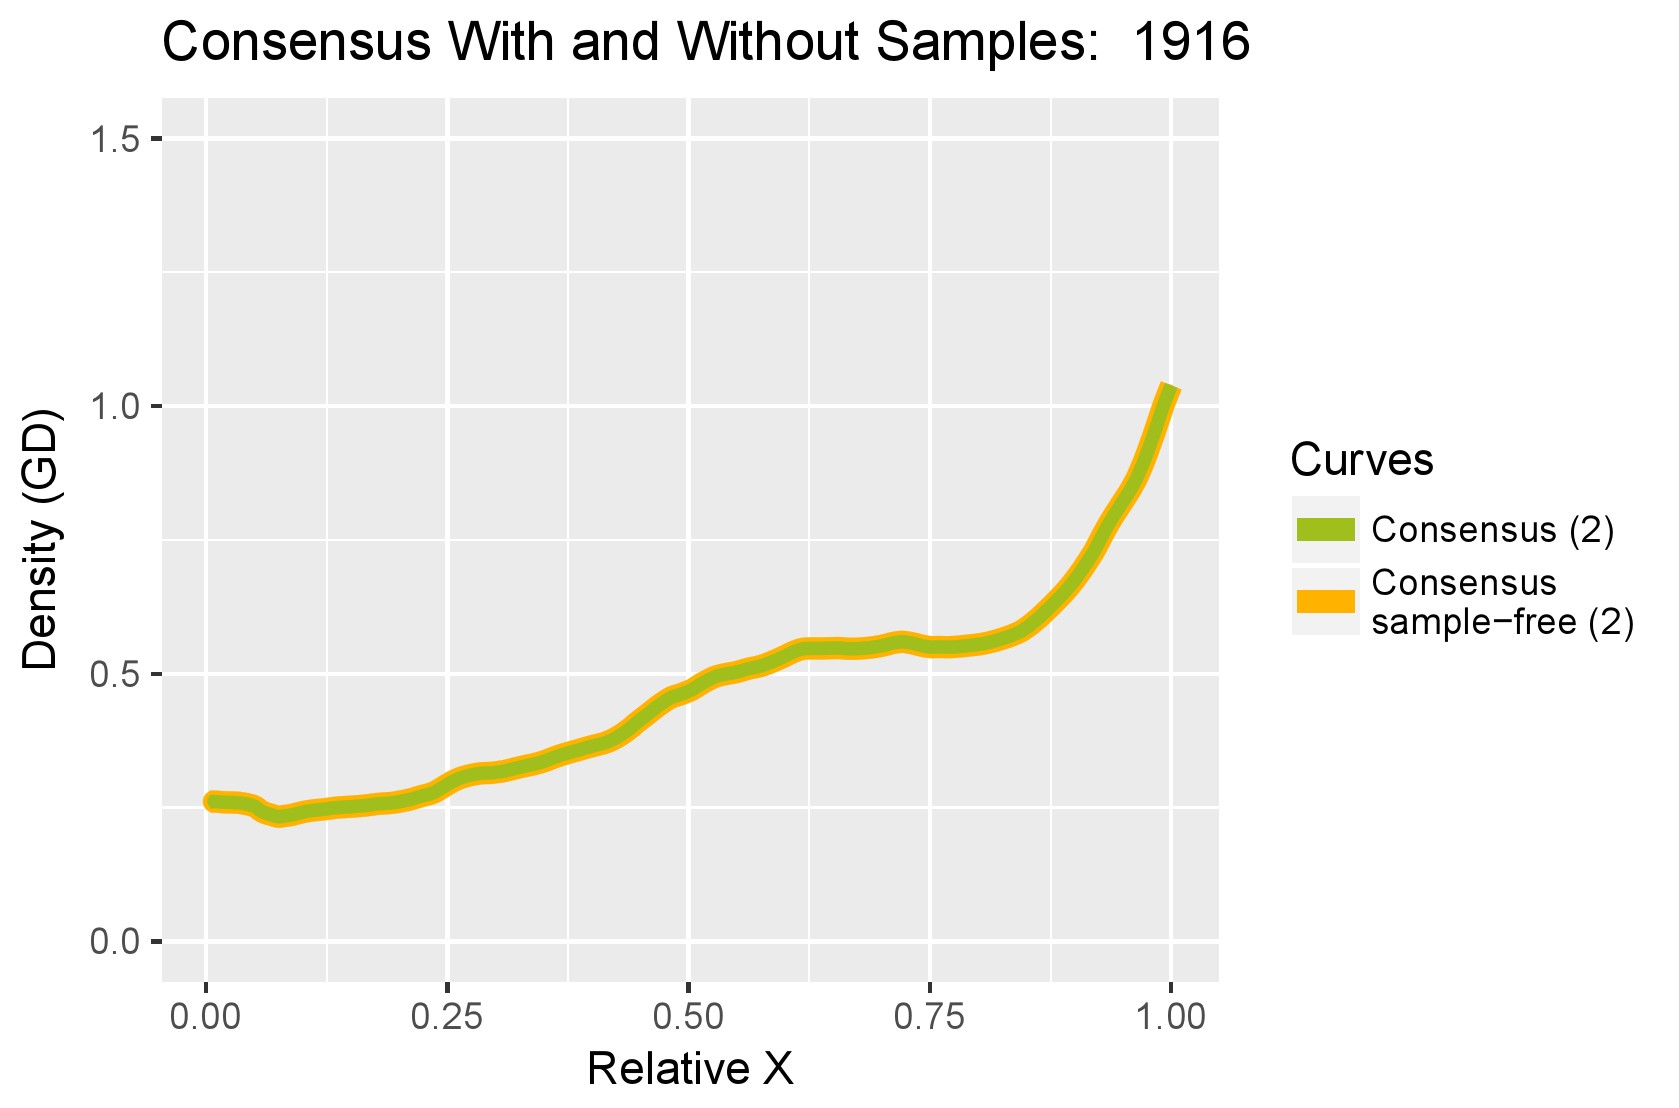 Consensus With and Without Samples:  1916
1.5
1.0
0.5
0.0
Density (GD)
0.00 0.25 0.50 0.75 1.00
Relative X
Curves
Consensus (2)
Consensus
sample−free (2)